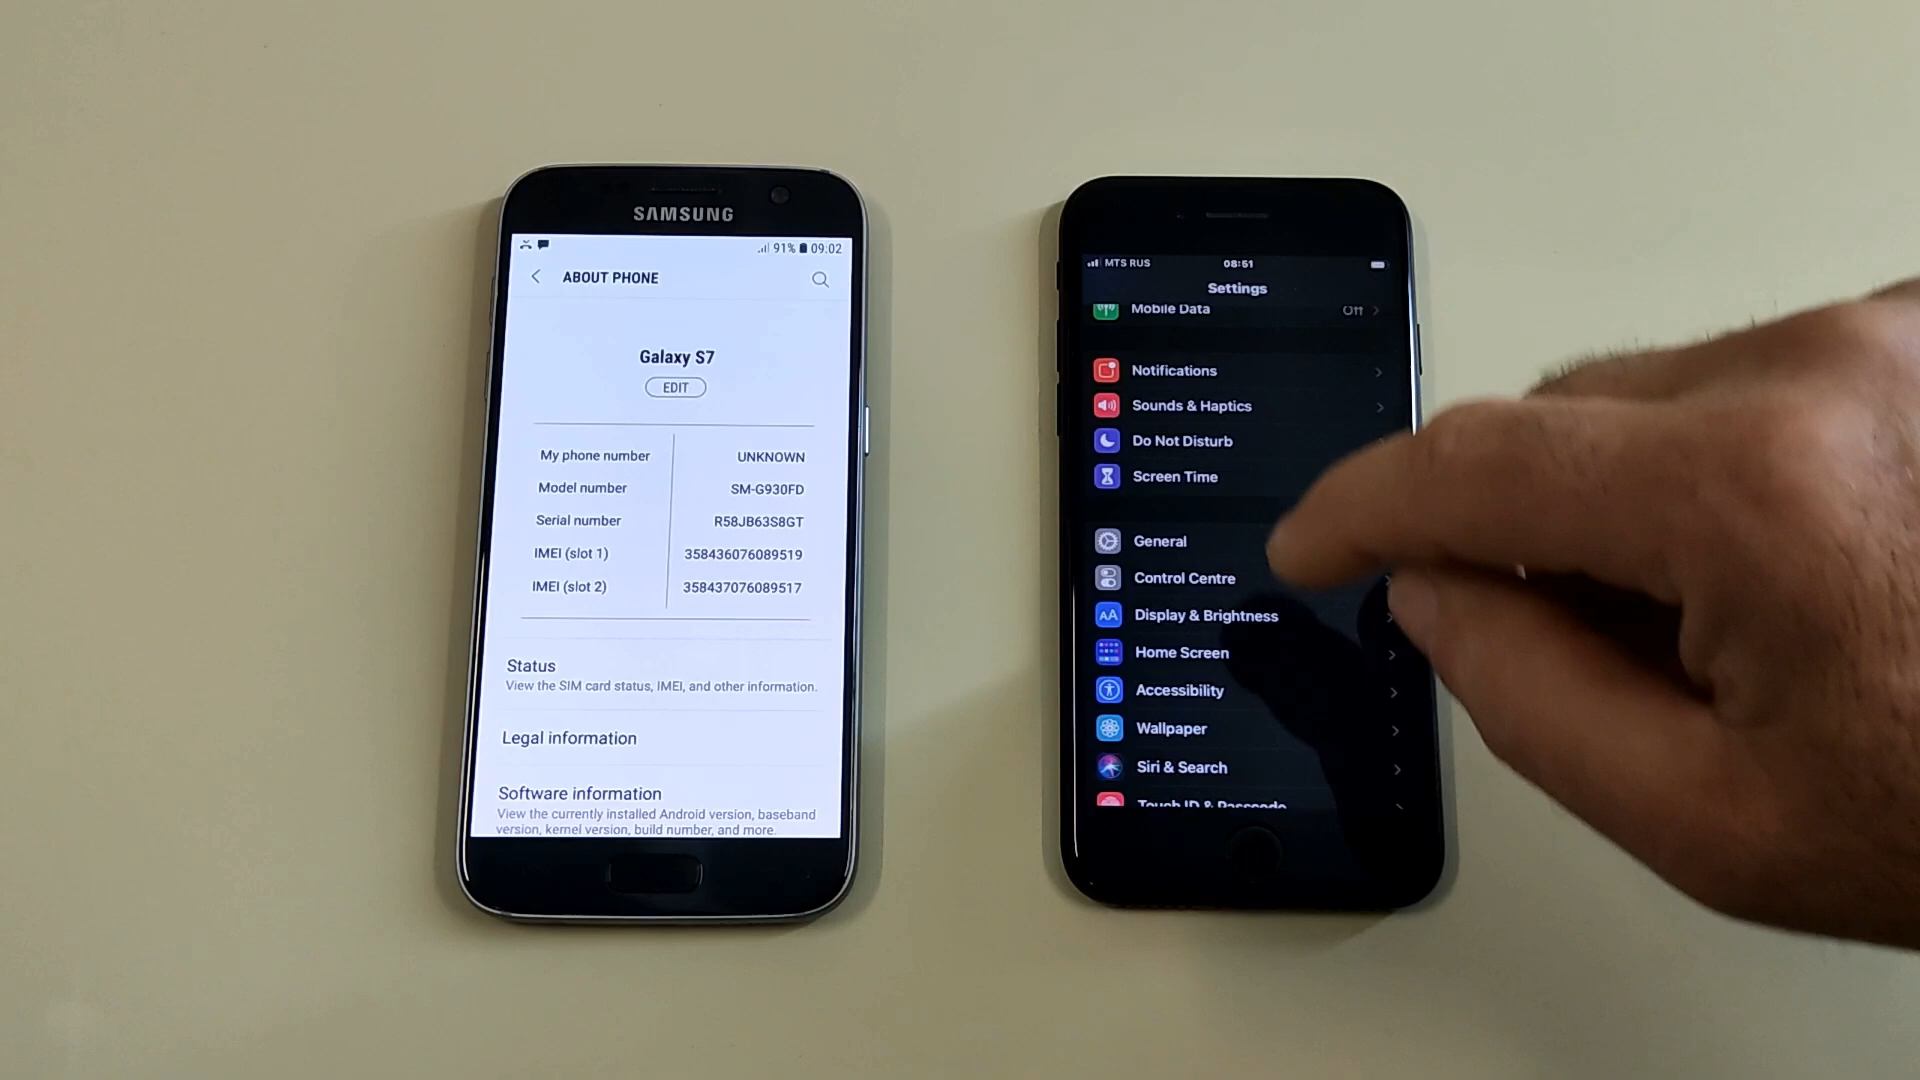 SAMSUNG
91% 09:02
ABOUT PHONE
Galaxy S7
EDIT
My phone number UNKNOWN
Model number SM-G930FD
Serial number R58JB63S8GT
IMEI (slot 1) 358436076089519
IMEI (slot 2) 358437076089517
Status
View the SIM card status, IMEI, and other information.
Legal information
Software information
View the currently installed Android version, baseband
version, kernel version, build number, and more.
MTS RUS 08:51
Settings
Mobile Data Off
Notifications
Sounds & Haptics
Do Not Disturb
Screen Time
General
Control Centre
AA Display & Brightness
Home Screen
Accessibility
Wallpaper
Siri & Search
Touch ID & Passcode